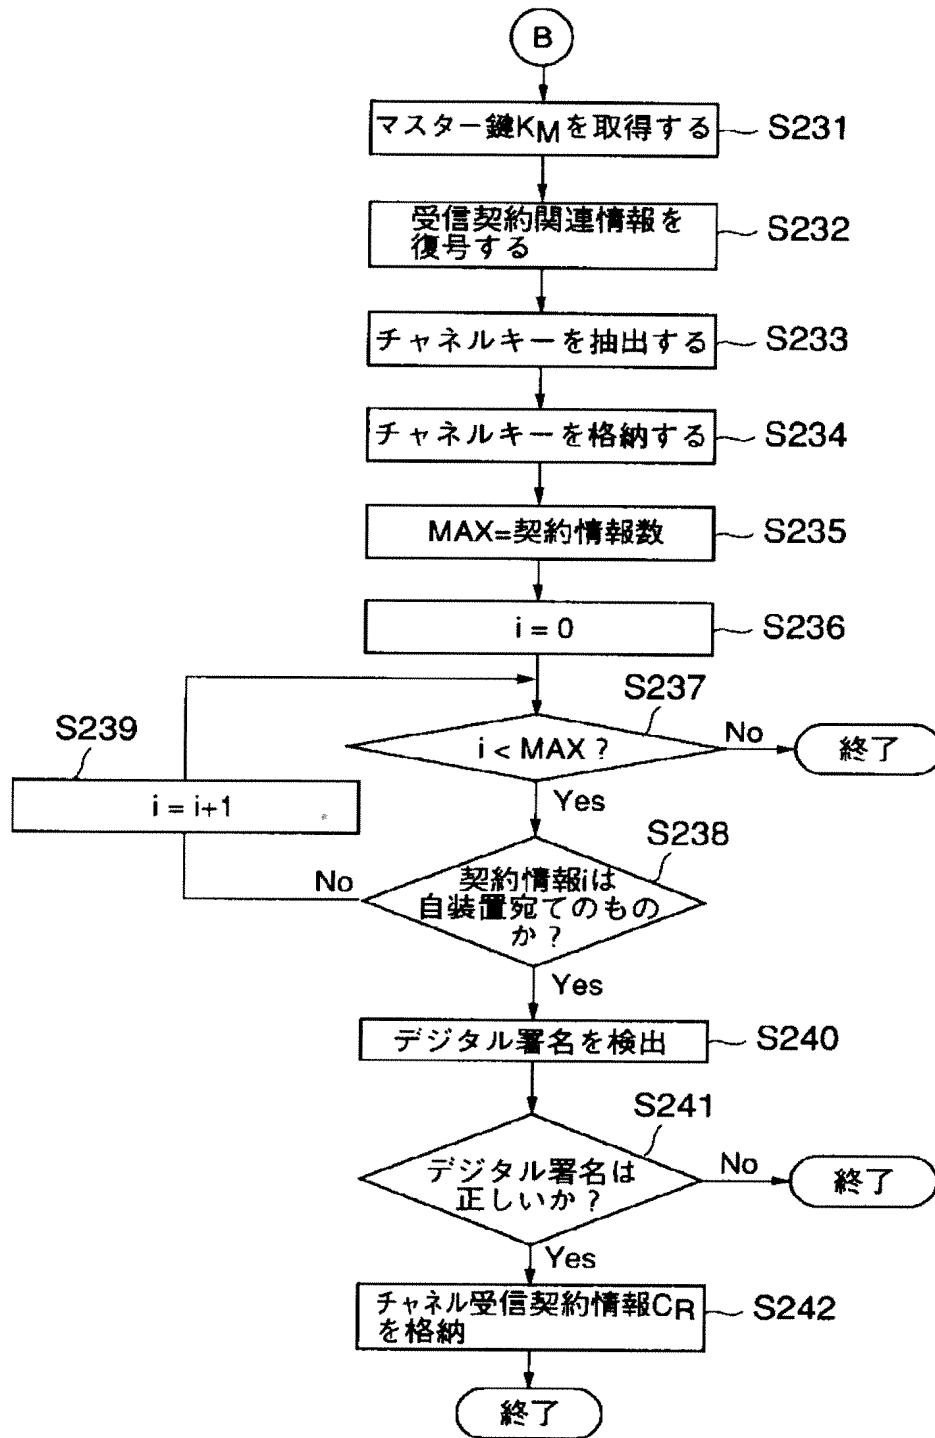 B
マスター鍵KMを取得する
S231
受信契約関連情報を
復号する
S232
チャネルキーを抽出する
S233
チャネルキーを格納する
S234
MAX=契約情報数
S235
i = 0
S236
S237
i < MAX ?
No
終了
S239
i = i+1
Yes
S238
契約情報iは
自装置宛てのもの
か？
No
Yes
デジタル署名を検出
S240
S241
デジタル署名は
正しいか？
No
終了
Yes
チャネル受信契約情報CR
を格納
S242
終了